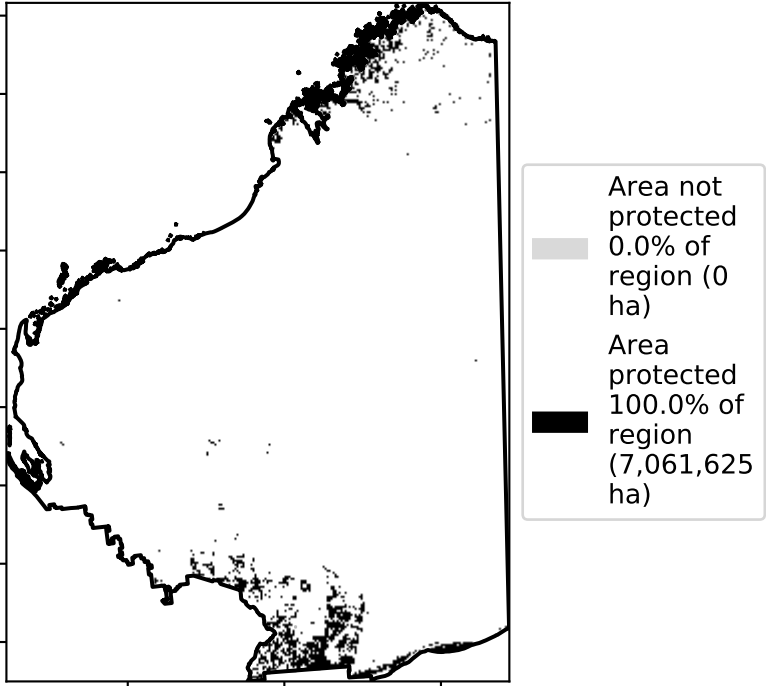 Area not
protected
0.0% of
region (0
ha)
Area
protected
100.0% of
region
(7,061,625
ha)